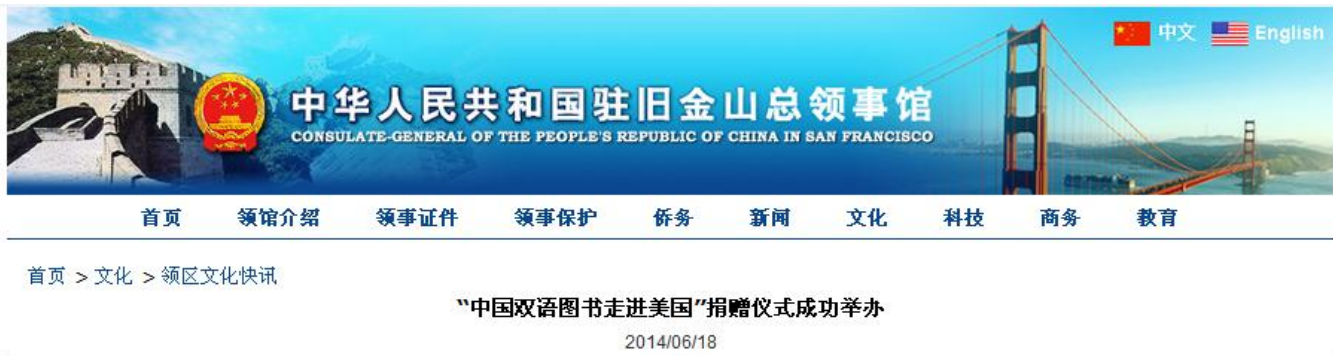 中文 English
中华人民共和国驻旧金山总领事馆
CONSULATE-GENERAL OF THE PEOPLE'S REPUBLIC OF CHINA IN SAN FRANCISCO
首页 领馆介绍 领事证件 领事保护 侨务 新闻 文化 科技 商务 教育
首页 > 文化 > 领区文化快讯
“中国双语图书走进美国”捐赠仪式成功举办
2014/06/18